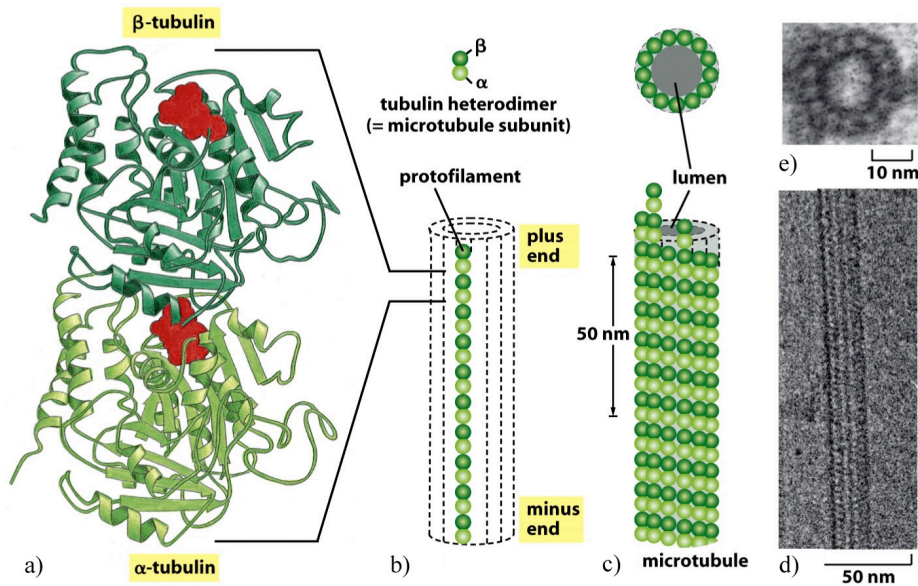 β-tubulin
β
α
tubulin heterodimer
(= microtubule subunit)
protofilament
plus
end
minus
end
α-tubulin
a)
b)
lumen
50 nm
microtubule
c)
e)
10 nm
d)
50 nm